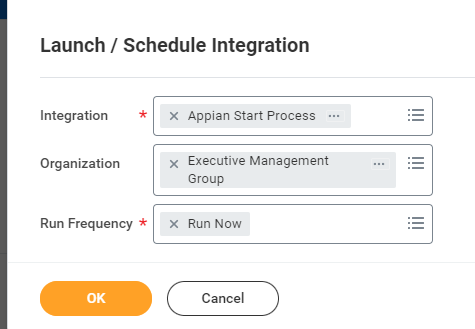 Launch / Schedule Integration
Integration * × Appian Start Process ...
Organization × Executive Management ...
Group
Run Frequency * × Run Now
OK Cancel